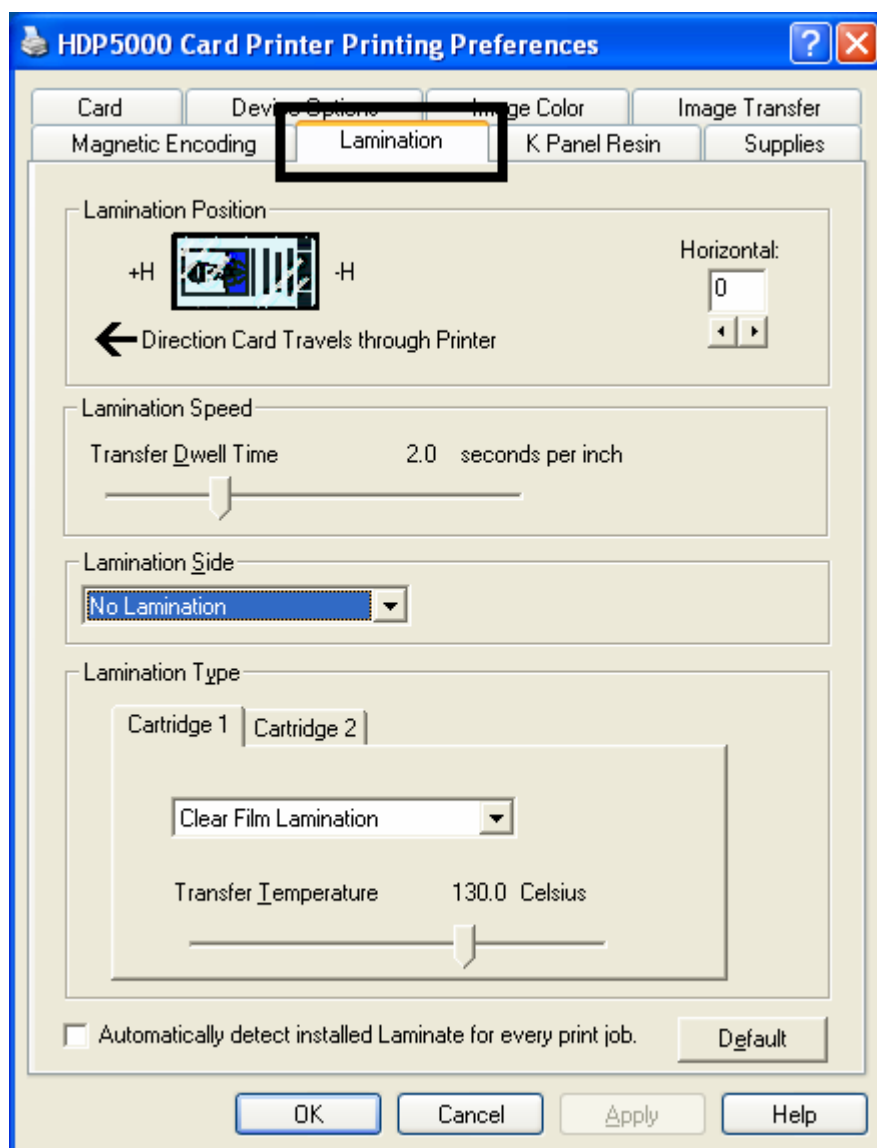 HDP5000 Card Printer Printing Preferences
Card Device Options Image Color Image Transfer
Magnetic Encoding Lamination K Panel Resin Supplies
Lamination Position
Horizontal:
+H -H
0
Direction Card Travels through Printer
Lamination Speed
Transfer Dwell Time 2.0 seconds per inch
Lamination Side
No Lamination
Lamination Type
Cartridge 1 Cartridge 2
Clear Film Lamination
Transfer Temperature 130.0 Celsius
Automatically detect installed Laminate for every print job.
Default
OK Cancel Apply Help